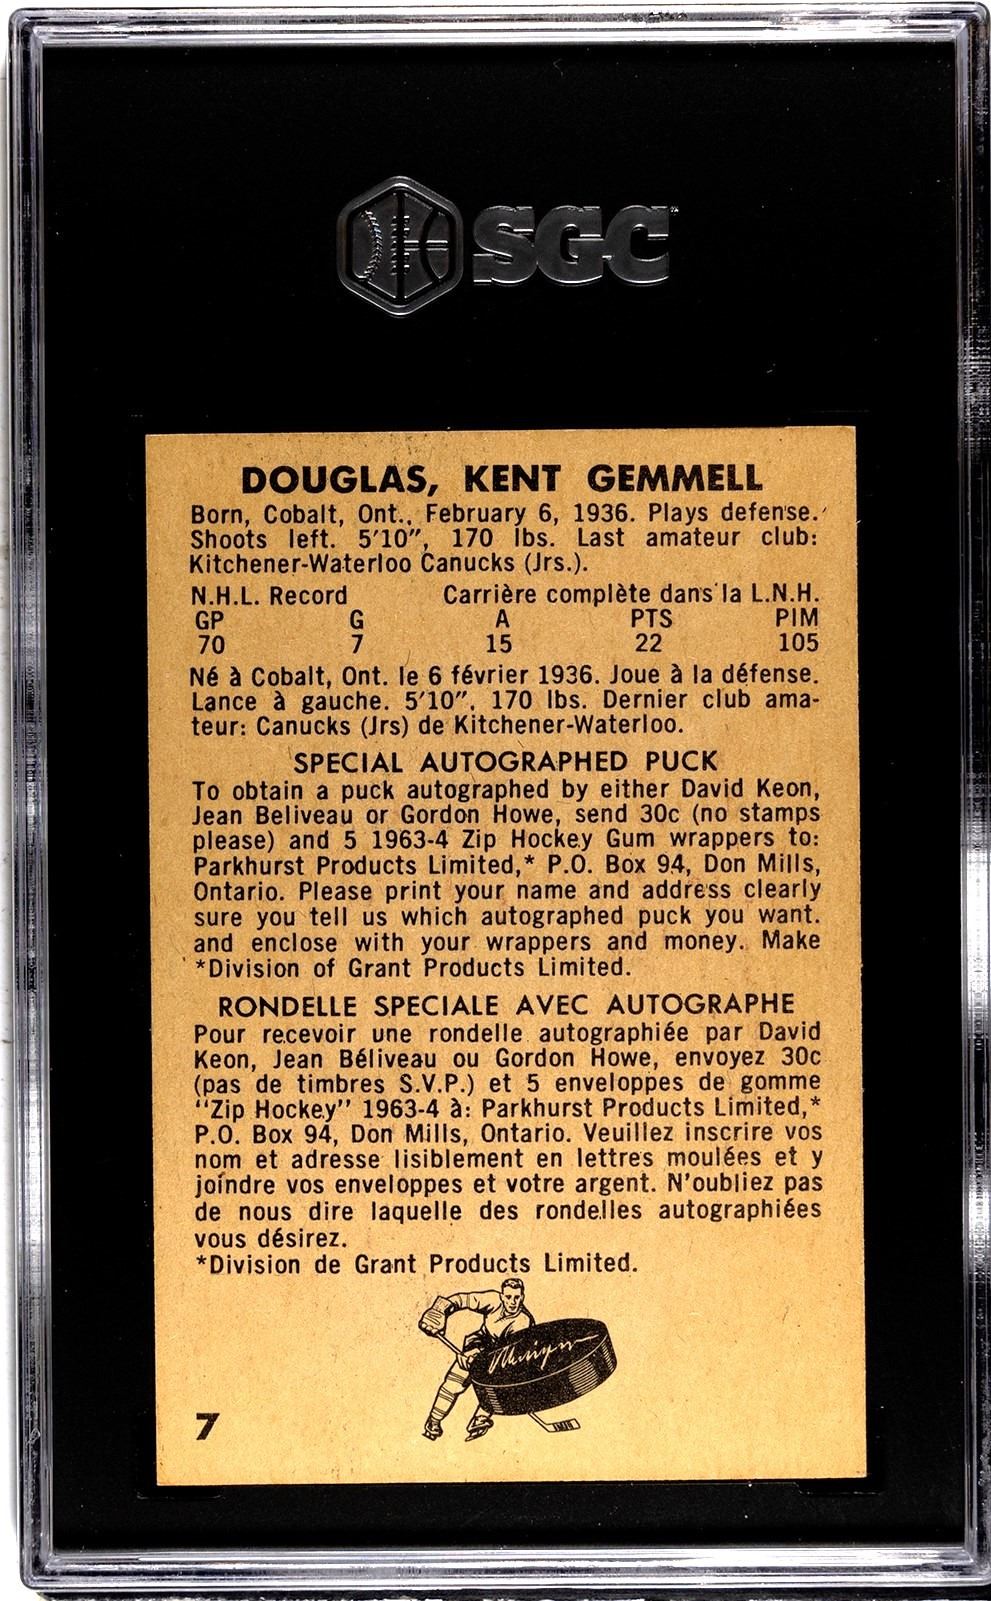 SGC
DOUGLAS, KENT GEMMELL
Born, Cobalt, Ont., February 6, 1936. Plays defense.
Shoots left. 5'10", 170 lbs. Last amateur club:
Kitchener-Waterloo Canucks (Jrs.).
N.H.L. Record Carrière complète dans la L.N.H.
GP G A PTS PIM
70 7 15 22 105
Né à Cobalt, Ont. le 6 février 1936. Joue à la défense.
Lance à gauche. 5'10", 170 lbs. Dernier club ama-
teur: Canucks (Jrs) de Kitchener-Waterloo.
SPECIAL AUTOGRAPHED PUCK
To obtain a puck autographed by either David Keon,
Jean Beliveau or Gordon Howe, send 30c (no stamps
please) and 5 1963-4 Zip Hockey Gum wrappers to:
Parkhurst Products Limited,* P.O. Box 94, Don Mills,
Ontario. Please print your name and address clearly
sure you tell us which autographed puck you want.
and enclose with your wrappers and money. Make
*Division of Grant Products Limited.
RONDELLE SPECIALE AVEC AUTOGRAPHE
Pour recevoir une rondelle autographiée par David
Keon, Jean Béliveau ou Gordon Howe, envoyez 30c
(pas de timbres S.V.P.) et 5 enveloppes de gomme
"Zip Hockey" 1963-4 à: Parkhurst Products Limited,*
P.O. Box 94, Don Mills, Ontario. Veuillez inscrire vos
nom et adresse lisiblement en lettres moulées et y
joindre vos enveloppes et votre argent. N'oubliez pas
de nous dire laquelle des rondelles autographiées
vous désirez.
*Division de Grant Products Limited.
7